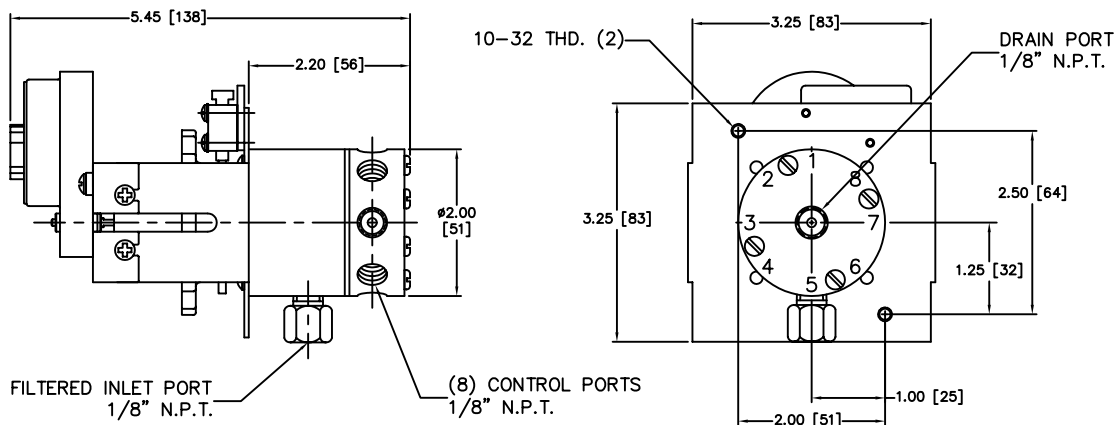 5.45 [138]
2.20 [56]
ø2.00
[51]
FILTERED INLET PORT
1/8" N.P.T.
(8) CONTROL PORTS
1/8" N.P.T.
3.25 [83]
10-32 THD. (2)
DRAIN PORT
1/8" N.P.T.
3.25 [83]
1
2
8
3
7
4
6
5
2.50 [64]
1.25 [32]
1.00 [25]
2.00 [51]